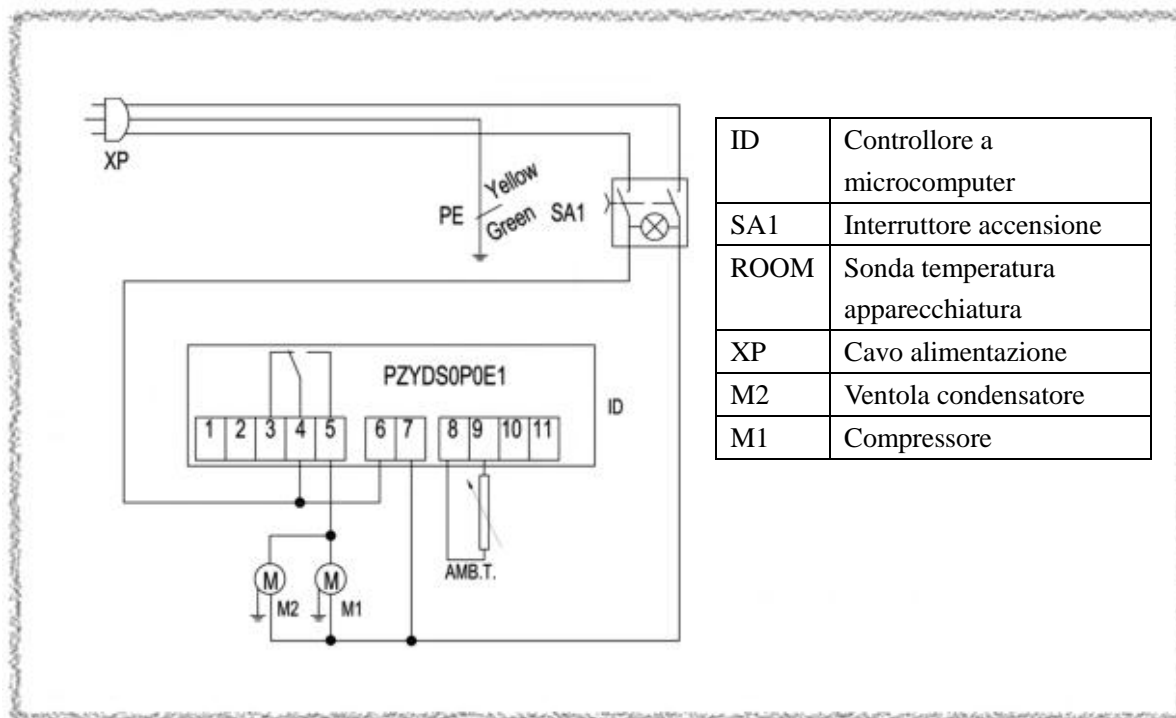 XP
Yellow
PE
Green
SA1
PZYDS0P0E1
ID
1 2 3 4 5 6 7 8 9 10 11
AMB.T.
M
M
M2
M1
ID Controllore a
microcomputer
SA1 Interruttore accensione
ROOM Sonda temperatura
apparecchiatura
XP Cavo alimentazione
M2 Ventola condensatore
M1 Compressore